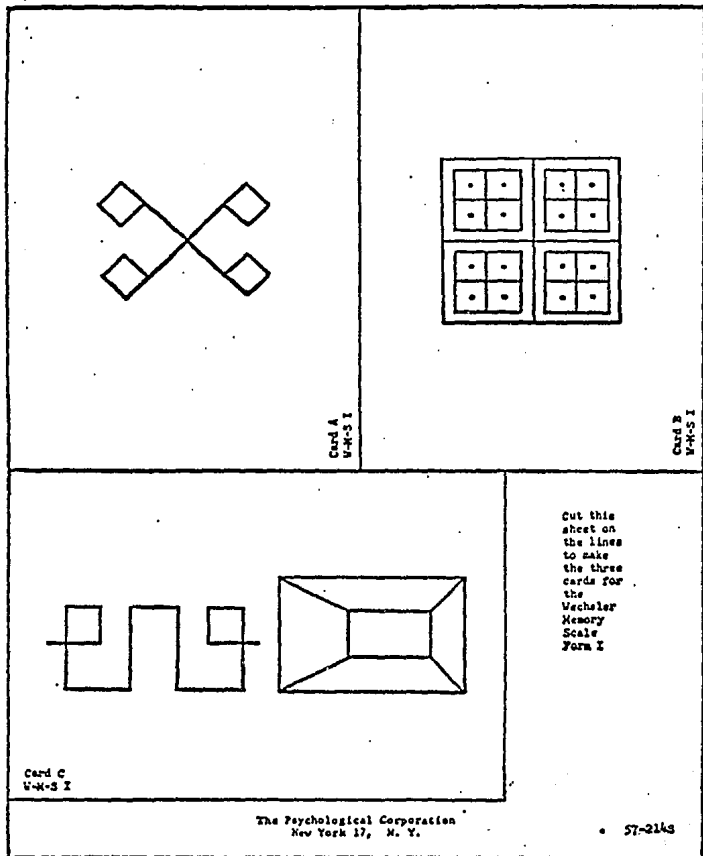 Card A
W-M-S I
Card B
W-M-S I
Cut this
sheet on
the lines
to make
the three
cards for
the
Wechsler
Memory
Scale
Form I
Card C
W-M-S I
The Psychological Corporation
New York 17, N. Y.
57-214S